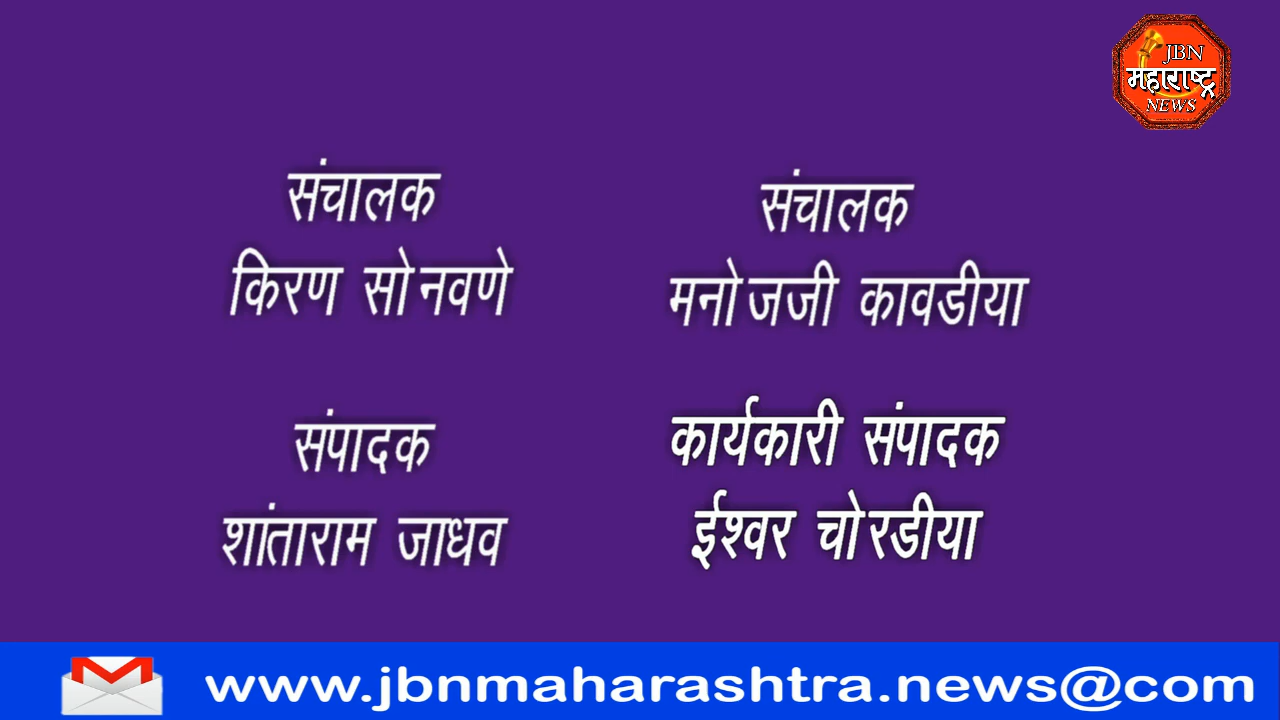 JBN
महाराष्ट्र
NEWS
संचालक
किरण सोनवणे
संचालक
मनोजजी कावडीया
संपादक
शांताराम जाधव
कार्यकारी संपादक
ईश्वर चोरडीया
www.jbnmaharashtra.news@com